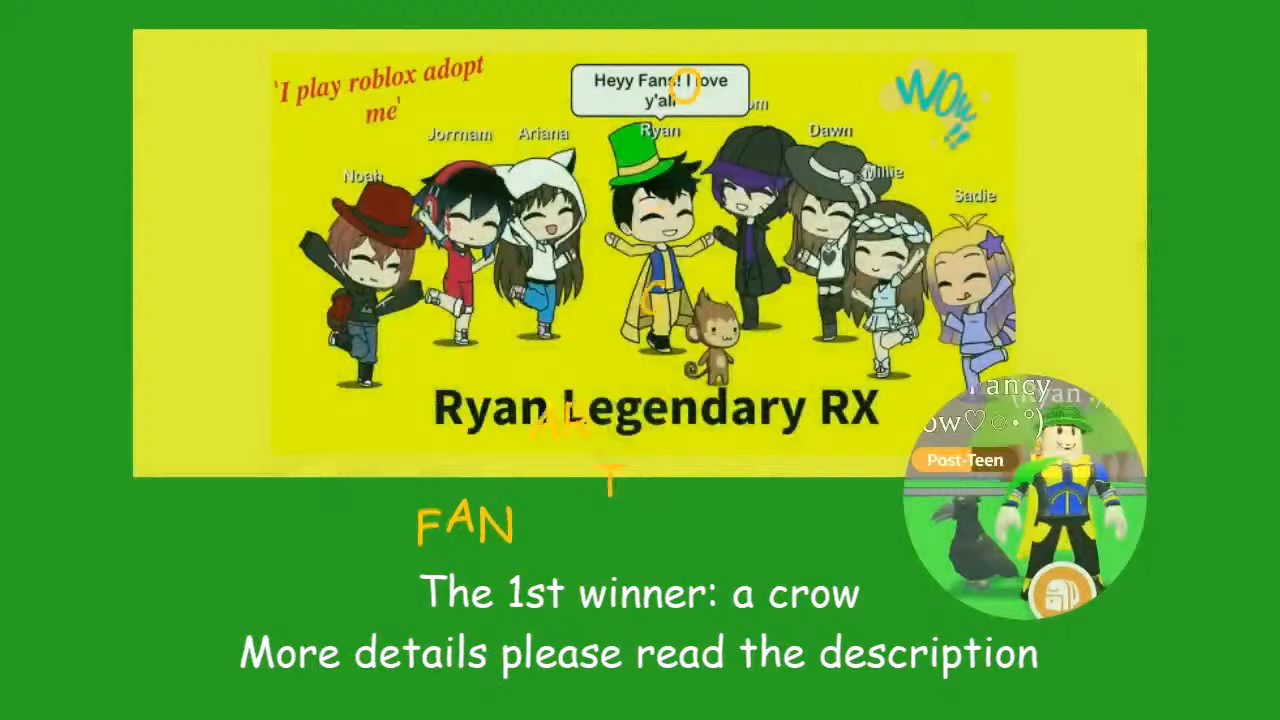 'I play roblox adopt
me'
Heyy Fans! I love
y'all
WOW
!!
Jorrnam
Ariana
Ryan
Dawn
Noah
Millie
Sadie
Ryan Legendary RX
Post-Teen
T
FAN
The 1st winner: a crow
More details please read the description